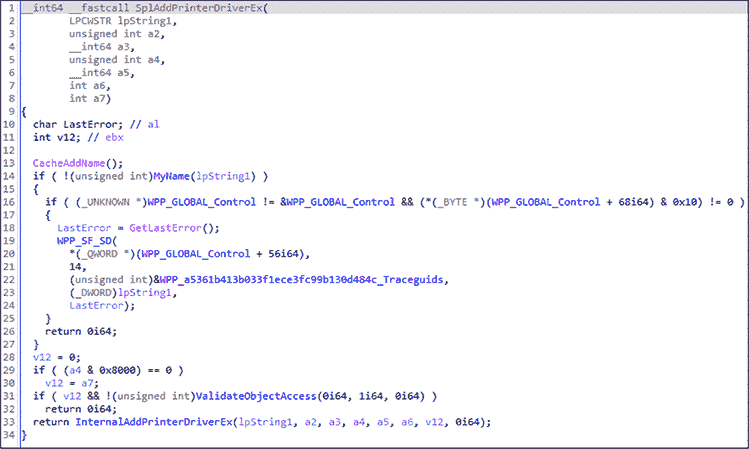 1 __int64 __fastcall SplAddPrinterDriverEx(
2 LPCWSTR lpString1,
3 unsigned int a2,
4 __int64 a3,
5 unsigned int a4,
6 __int64 a5,
7 int a6,
8 int a7)
9 {
10 char LastError; // al
11 int v12; // ebx
12
13 CacheAddName();
14 if ( !(unsigned int)MyName(lpString1) )
15 {
16 if ( (_UNKNOWN *)WPP_GLOBAL_Control != &WPP_GLOBAL_Control && (*(_BYTE *)(WPP_GLOBAL_Control + 68i64) & 0x10) != 0 )
17 {
18 LastError = GetLastError();
19 WPP_SF_SD(
20 *(_QWORD *)(WPP_GLOBAL_Control + 56i64),
21 14,
22 (unsigned int)&WPP_a5361b413b033f1ece3fc99b130d484c_Traceguids,
23 (_DWORD)lpString1,
24 LastError);
25 }
26 return 0i64;
27 }
28 v12 = 0;
29 if ( (a4 & 0x8000) == 0 )
30 v12 = a7;
31 if ( v12 && !(unsigned int)ValidateObjectAccess(0i64, 1i64, 0i64) )
32 return 0i64;
33 return InternalAddPrinterDriverEx(lpString1, a2, a3, a4, a5, a6, v12, 0i64);
34 }